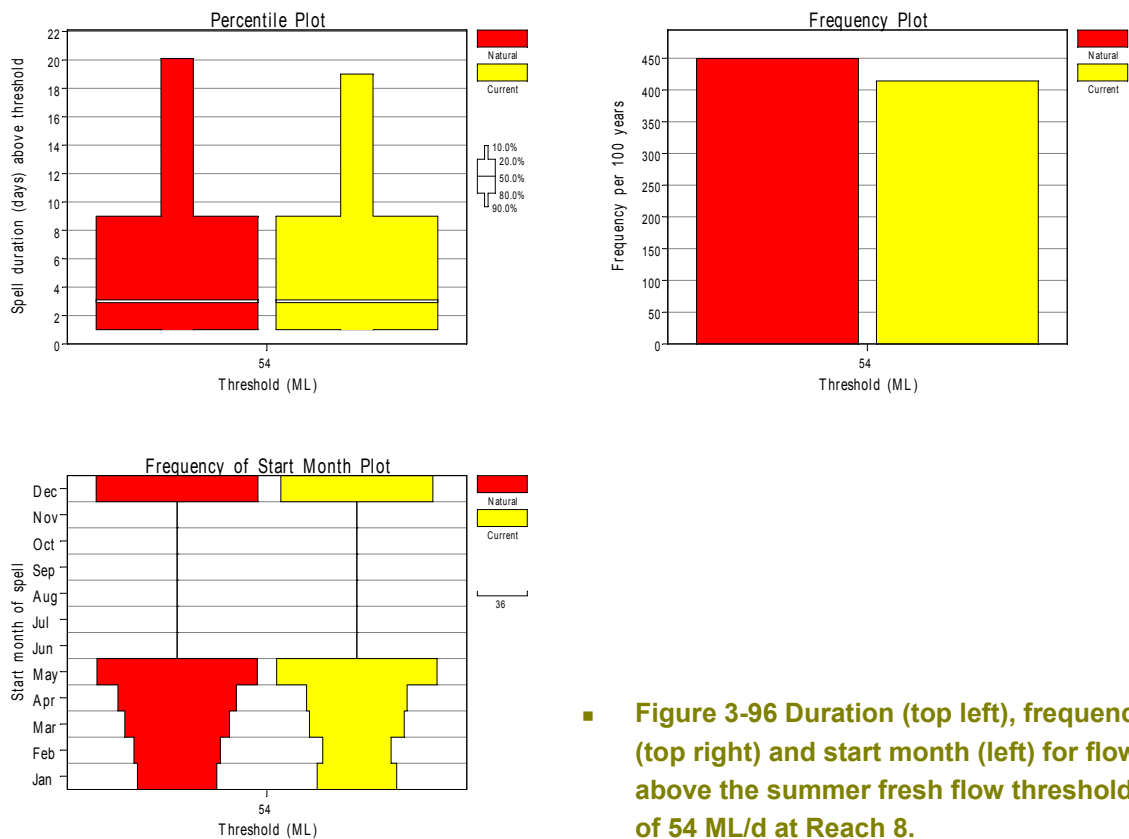 Percentile Plot
Spell duration (days) above threshold
22
20
18
16
14
12
10
8
6
4
2
0
54
Threshold (ML)
Natural
Current
10.0%
20.0%
50.0%
80.0%
90.0%
Frequency Plot
Frequency per 100 years
450
400
350
300
250
200
150
100
50
0
54
Threshold (ML)
Natural
Current
Frequency of Start Month Plot
Start month of spell
Dec
Nov
Oct
Sep
Aug
Jul
Jun
May
Apr
Mar
Feb
Jan
54
Threshold (ML)
Natural
Current
36
▪ Figure 3-96 Duration (top left), frequenc
(top right) and start month (left) for flow
above the summer fresh flow threshold
of 54 ML/d at Reach 8.